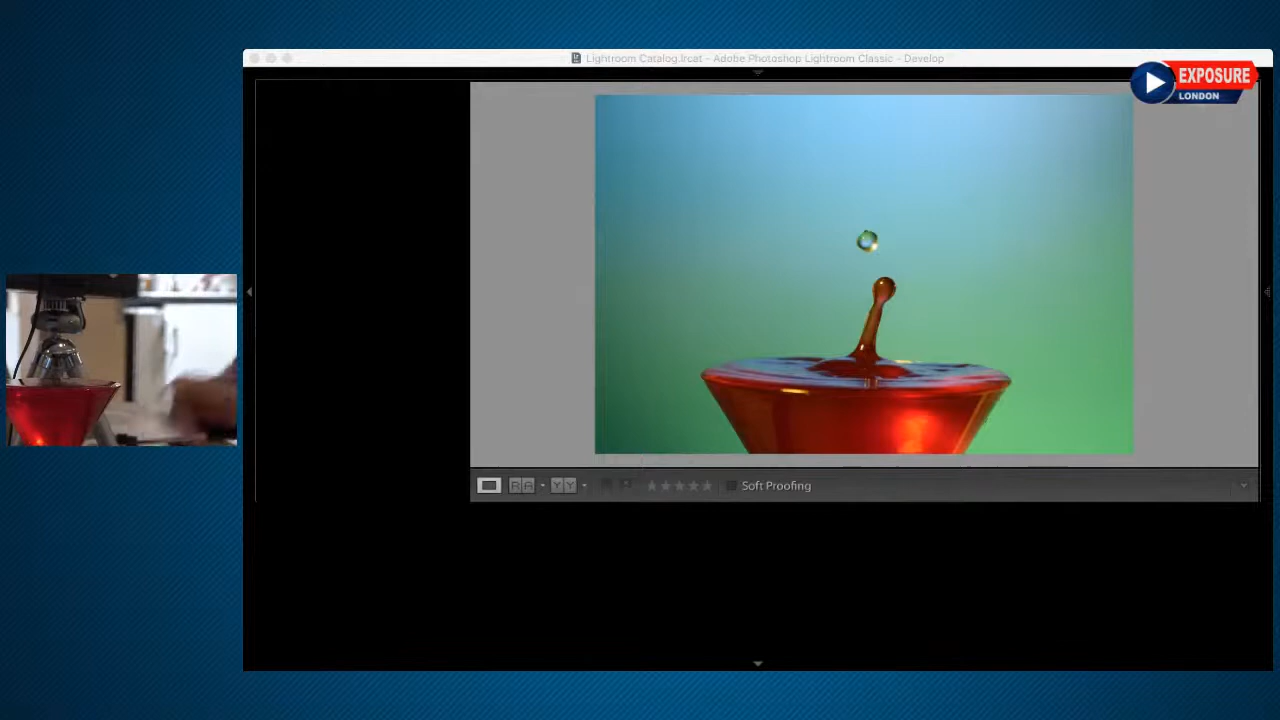 Lightroom Catalog.lrcat - Adobe Photoshop Lightroom Classic - Develop
EXPOSURE
LONDON
R A
Y Y
Soft Proofing